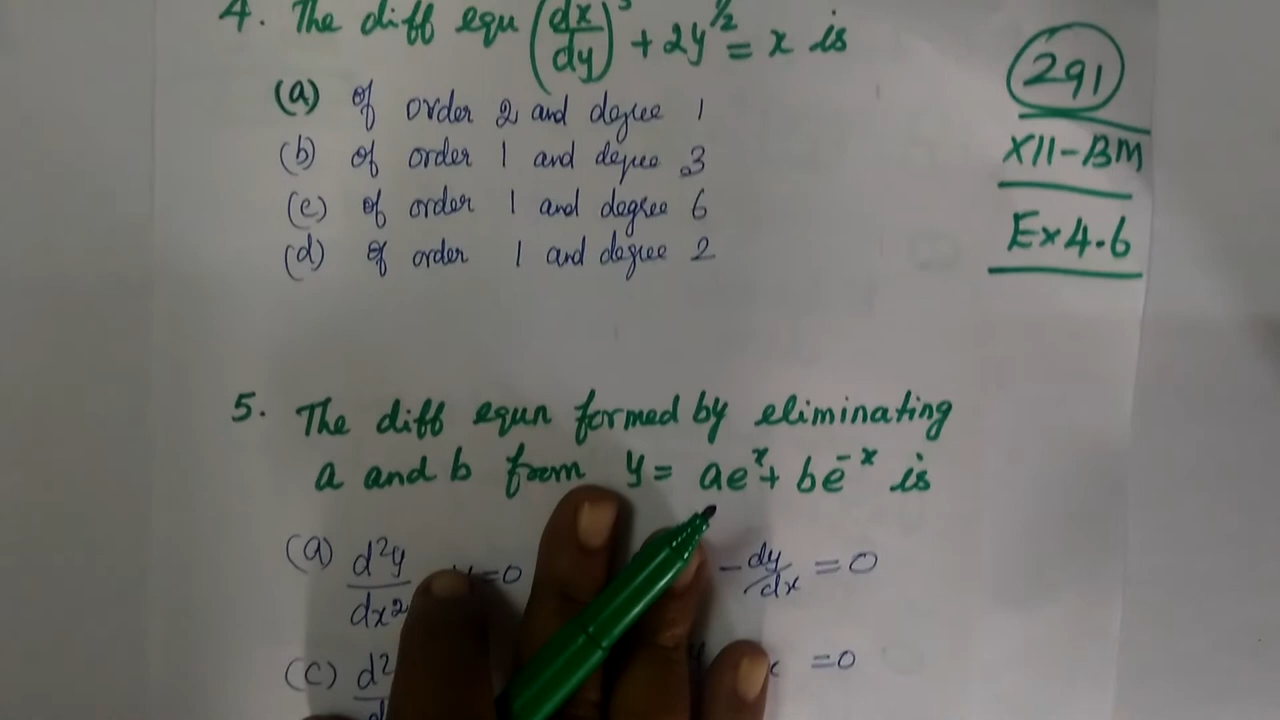 4. The diff equ (dx/dy)³ + 2y^1/2 = x is
(a) of order 2 and degree 1
(b) of order 1 and degree 3
(c) of order 1 and degree 6
(d) of order 1 and degree 2
291
XII-BM
Ex 4.6
5. The diff equn formed by eliminating
a and b from y = ae^x + be^-x is
(a) d²y/dx² y=0 - dy/dx = 0
(c) d² =0